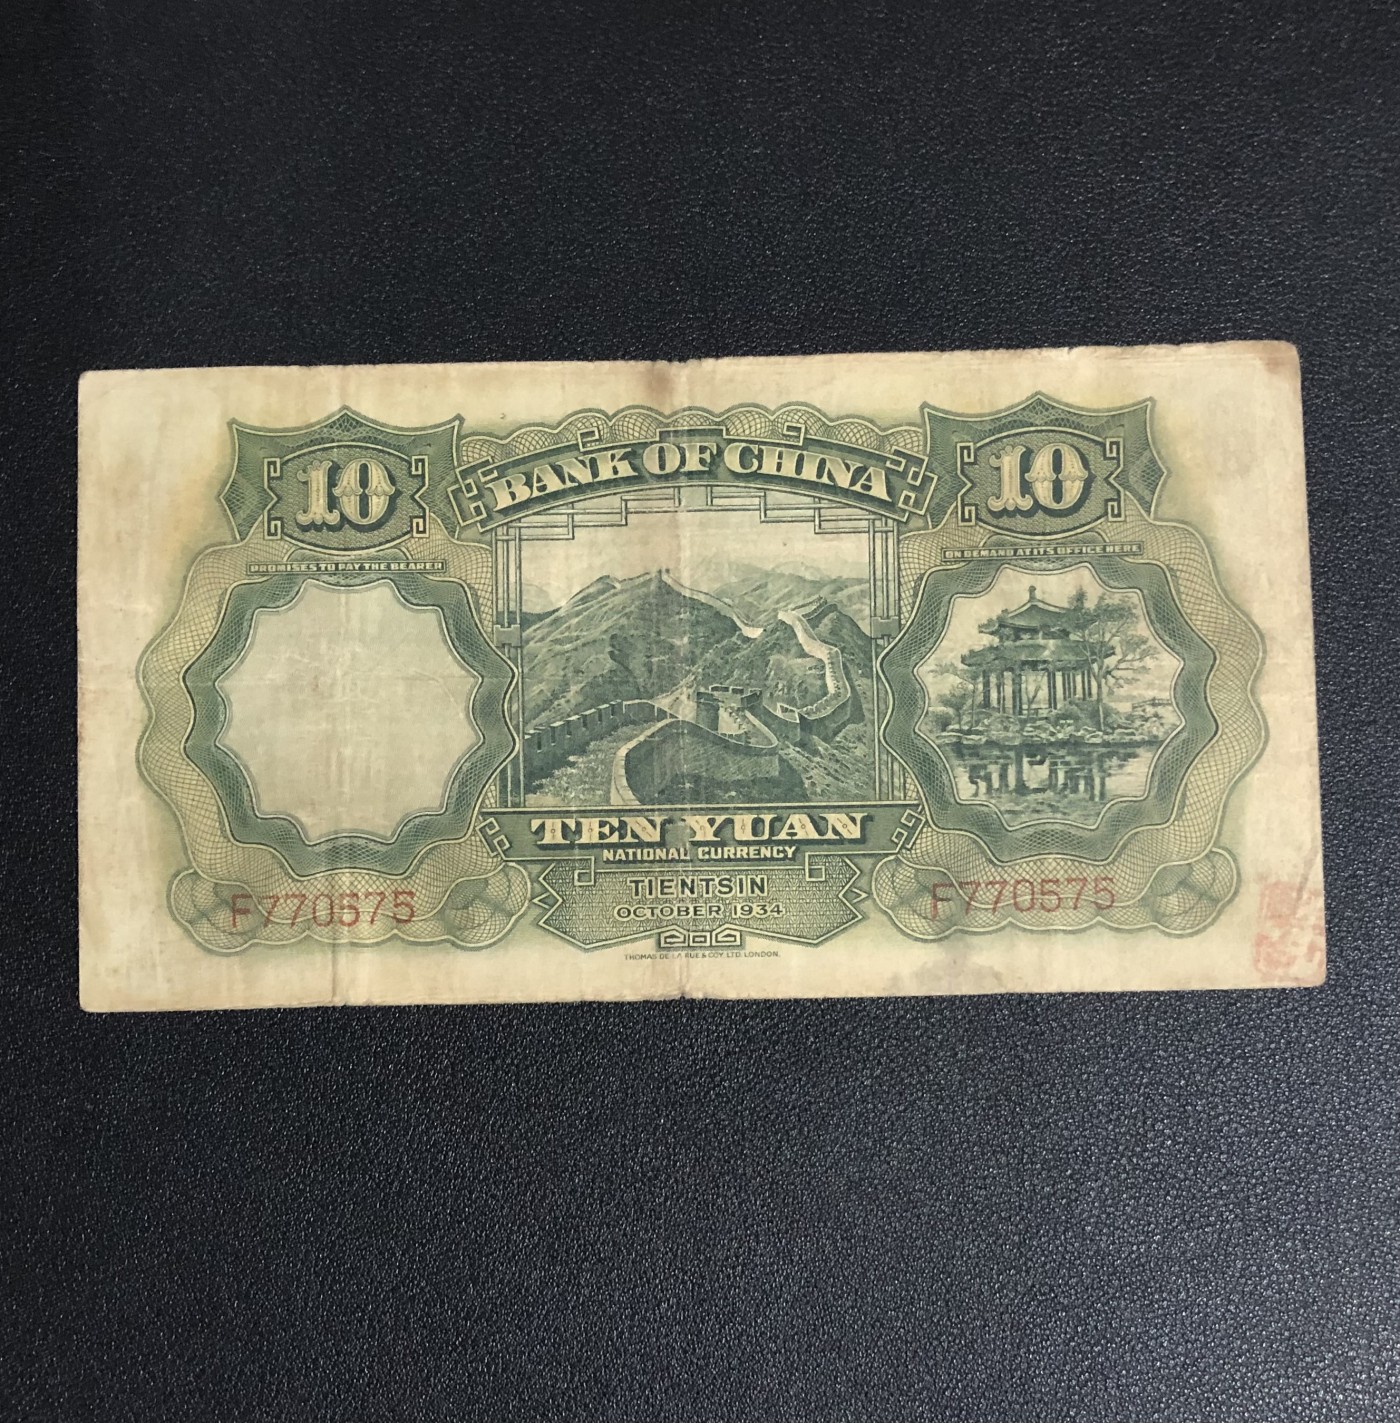 10
BANK OF CHINA
10
PROMISES TO PAY THE BEARER
ON DEMAND AT ITS OFFICE HERE
TEN YUAN
NATIONAL CURRENCY
TIENTSIN
OCTOBER 1934
F770575
F770575
THOMAS DE LA RUE & COY. LTD. LONDON.